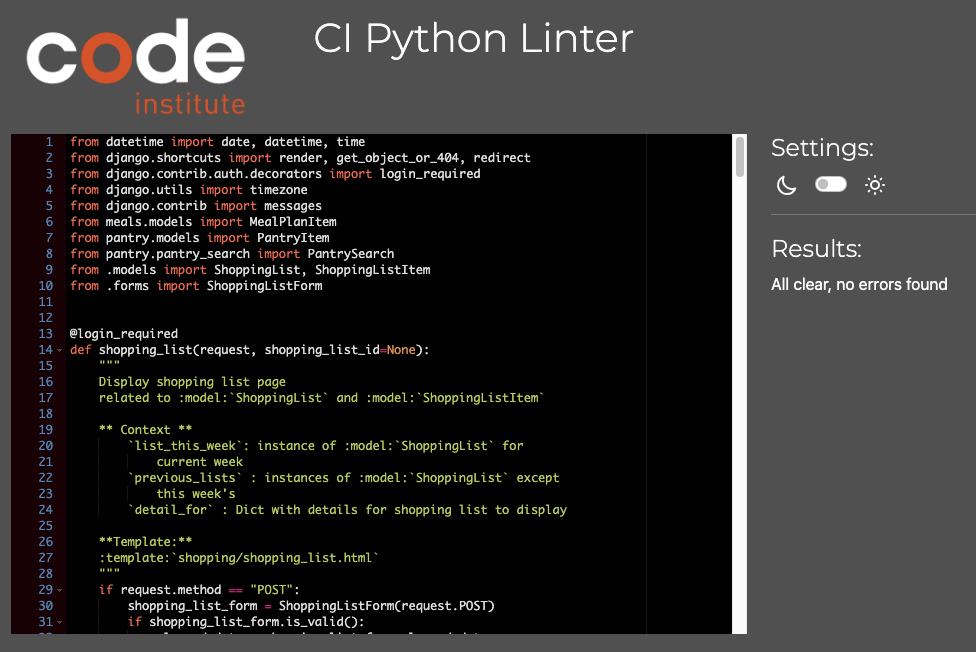 code
institute
CI Python Linter
1 from datetime import date, datetime, time
2 from django.shortcuts import render, get_object_or_404, redirect
3 from django.contrib.auth.decorators import login_required
4 from django.utils import timezone
5 from django.contrib import messages
6 from meals.models import MealPlanItem
7 from pantry.models import PantryItem
8 from pantry.pantry_search import PantrySearch
9 from .models import ShoppingList, ShoppingListItem
10 from .forms import ShoppingListForm
11
12
13 @login_required
14 def shopping_list(request, shopping_list_id=None):
15     """
16     Display shopping list page
17     related to :model:`ShoppingList` and :model:`ShoppingListItem`
18
19     ** Context **
20         `list_this_week`: instance of :model:`ShoppingList` for
21             current week
22         `previous_lists` : instances of :model:`ShoppingList` except
23             this week's
24         `detail_for` : Dict with details for shopping list to display
25
26     **Template:**
27     :template:`shopping/shopping_list.html`
28     """
29     if request.method == "POST":
30         shopping_list_form = ShoppingListForm(request.POST)
31         if shopping_list_form.is_valid():
Settings:
Results:
All clear, no errors found